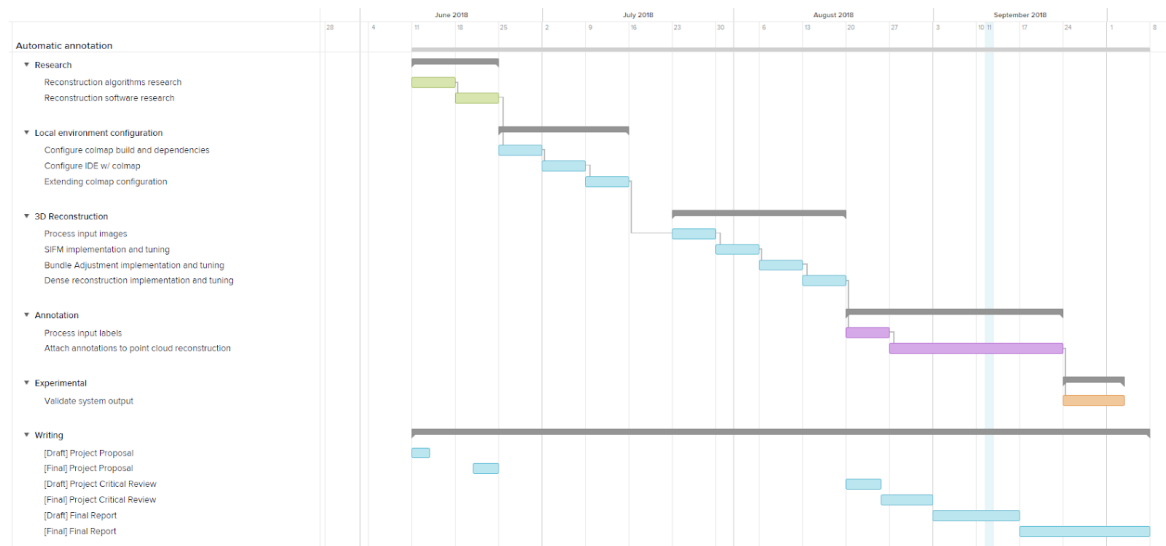 June 2018 July 2018 August 2018 September 2018
28 4 11 18 25 2 9 16 23 30 6 13 20 27 3 10 11 17 24 1 8
Automatic annotation
Research
Reconstruction algorithms research
Reconstruction software research
Local environment configuration
Configure colmap build and dependencies
Configure IDE w/ colmap
Extending colmap configuration
3D Reconstruction
Process input images
SIFM implementation and tuning
Bundle Adjustment implementation and tuning
Dense reconstruction implementation and tuning
Annotation
Process input labels
Attach annotations to point cloud reconstruction
Experimental
Validate system output
Writing
[Draft] Project Proposal
[Final] Project Proposal
[Draft] Project Critical Review
[Final] Project Critical Review
[Draft] Final Report
[Final] Final Report